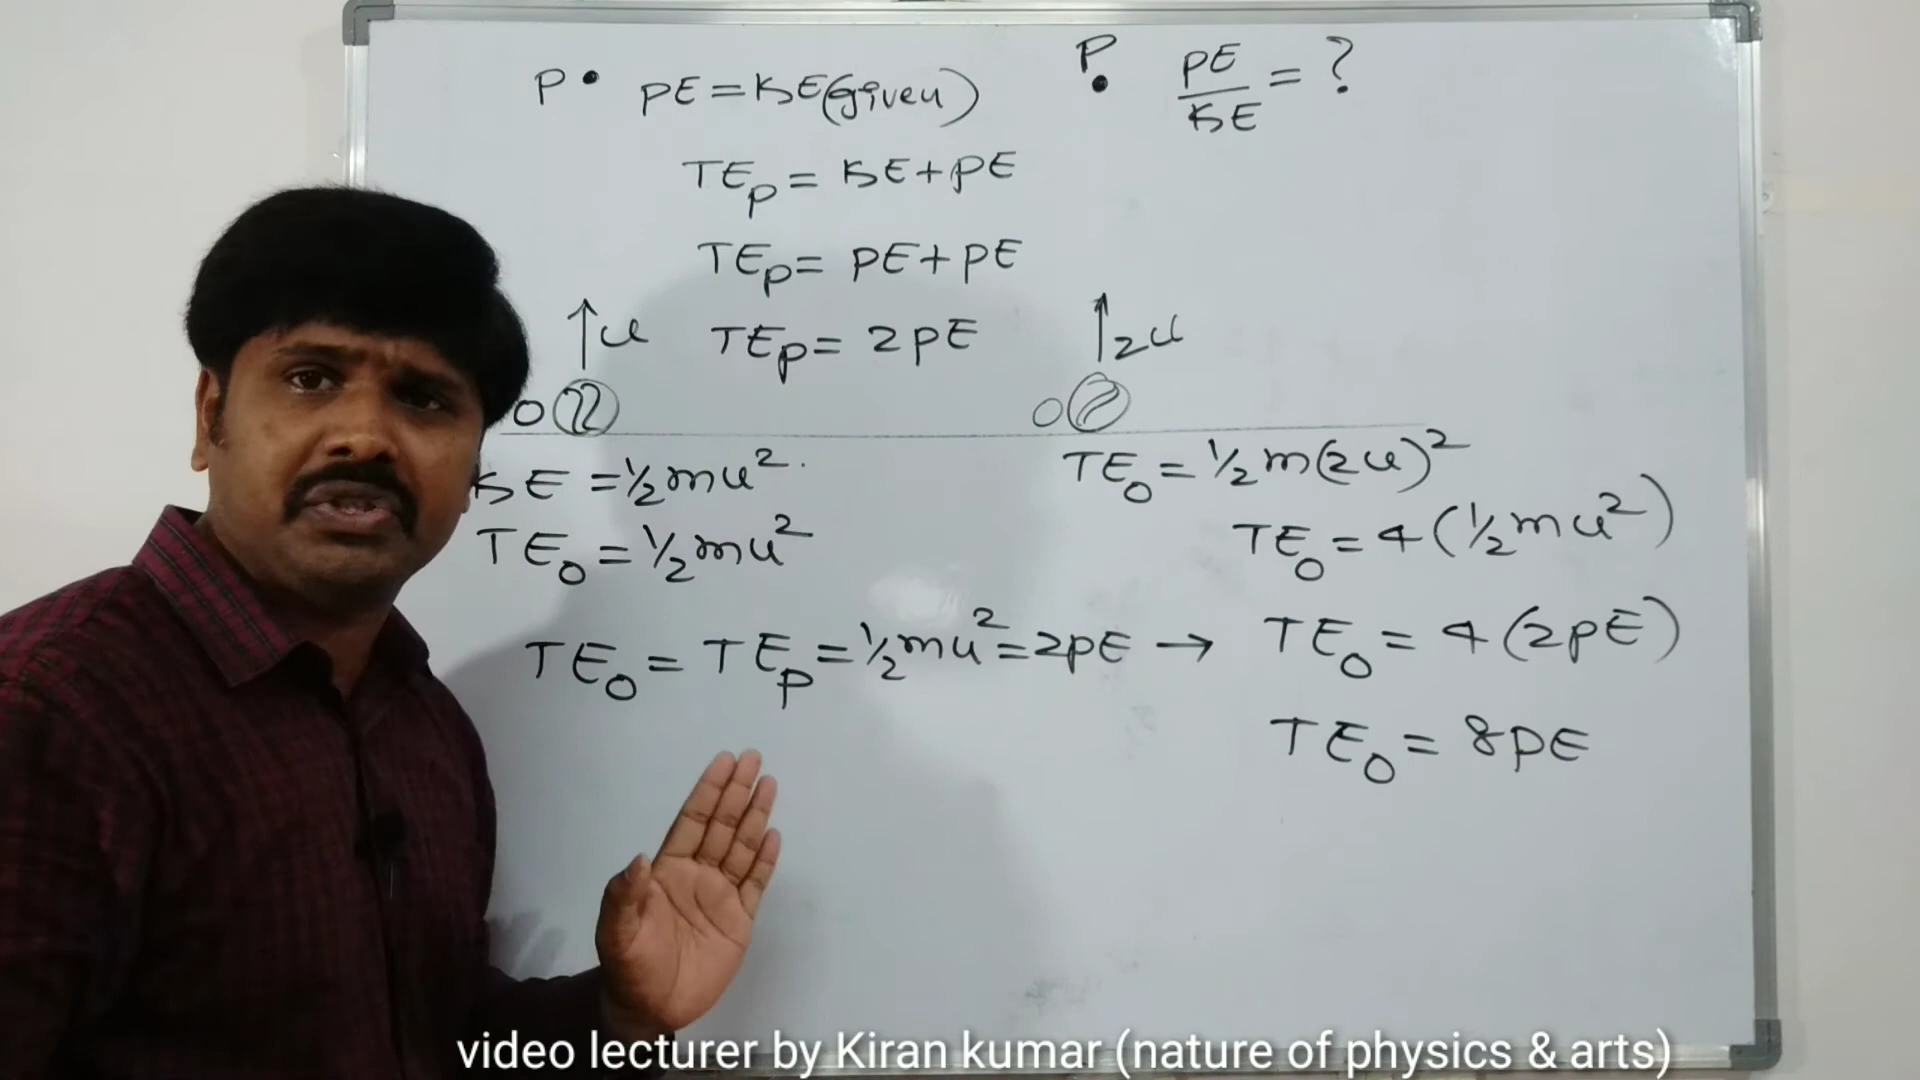 P• PE = KE(given)
TEₚ = KE + PE
TEₚ = PE + PE
↑u TEₚ = 2PE
O
KE = ½mu².
TE₀ = ½mu²
TE₀ = TEₚ = ½mu² = 2PE →
P• PE/KE = ?
↑2u
O
TE₀ = ½m(2u)²
TE₀ = 4(½mu²)
TE₀ = 4(2PE)
TE₀ = 8PE
video lecturer by Kiran kumar (nature of physics & arts)